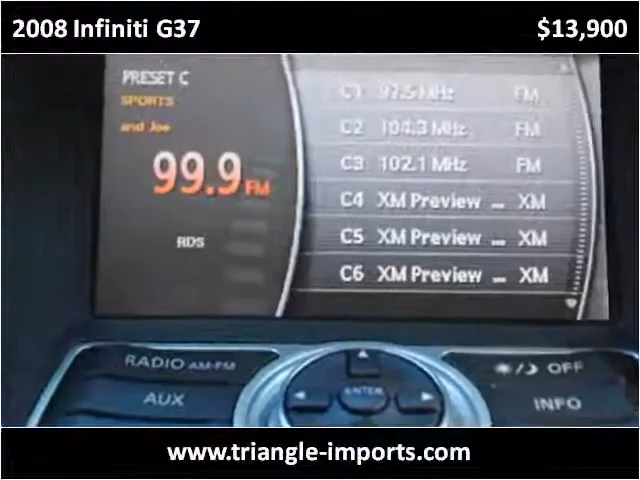 2008 Infiniti G37 $13,900
PRESET C
SPORTS
and Joe
99.9 FM
RDS
C1 97.5 MHz FM
C2 104.3 MHz FM
C3 102.1 MHz FM
C4 XM Preview ... XM
C5 XM Preview ... XM
C6 XM Preview ... XM
RADIO AM-FM
AUX
ENTER
OFF
INFO
www.triangle-imports.com